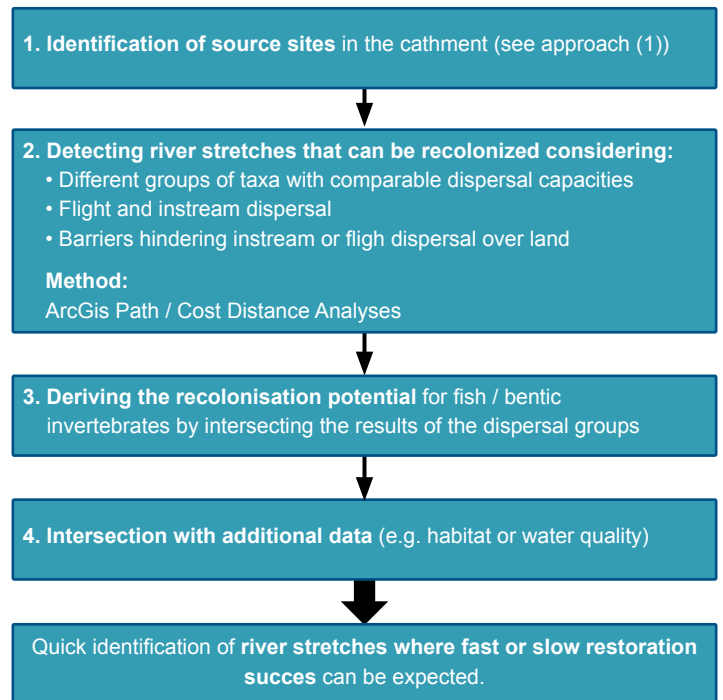 1. Identification of source sites in the cathment (see approach (1))
2. Detecting river stretches that can be recolonized considering:
• Different groups of taxa with comparable dispersal capacities
• Flight and instream dispersal
• Barriers hindering instream or fligh dispersal over land
Method:
ArcGis Path / Cost Distance Analyses
3. Deriving the recolonisation potential for fish / bentic
invertebrates by intersecting the results of the dispersal groups
4. Intersection with additional data (e.g. habitat or water quality)
Quick identification of river stretches where fast or slow restoration
succes can be expected.